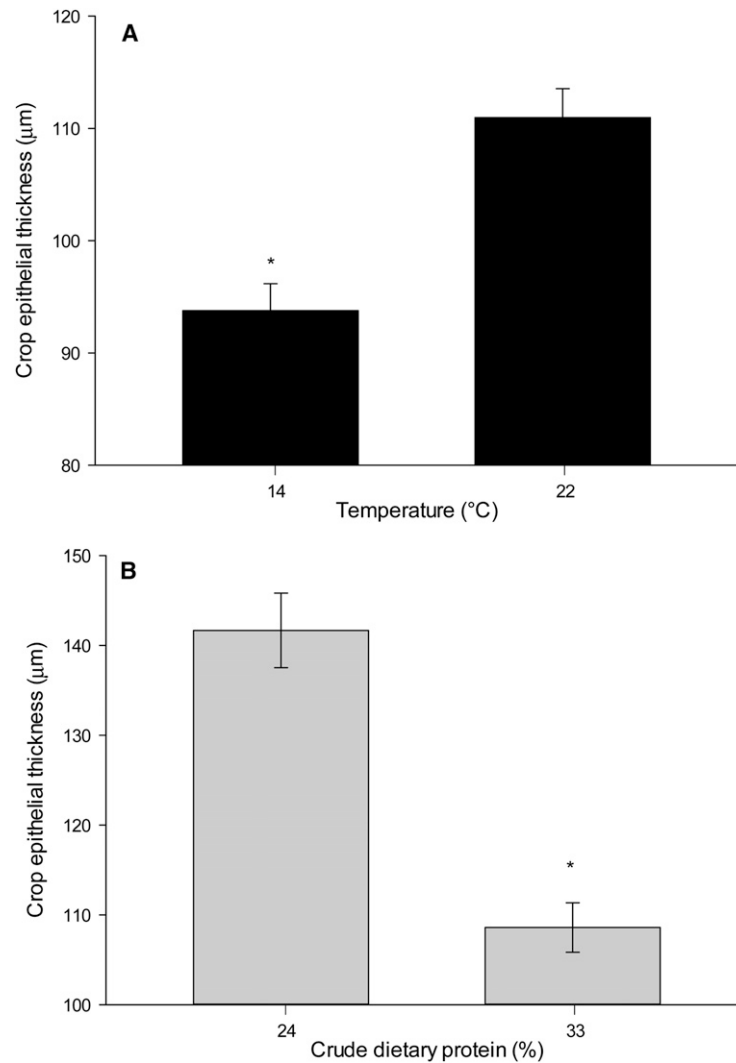 A
Crop epithelial thickness (µm)
120
110
100
90
80
*
14
22
Temperature (°C)
B
Crop epithelial thickness (µm)
150
140
130
120
110
100
*
24
33
Crude dietary protein (%)